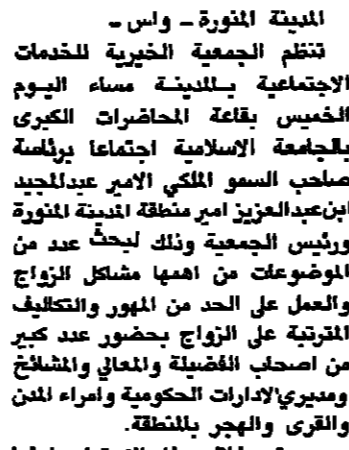 المدينة المنورة - واس -
تنظم الجمعية الخيرية للخدمات
الاجتماعية بالمدينة مساء اليوم
الخميس بقاعة المحاضرات الكبرى
بالجامعة الاسلامية اجتماعا برئاسة
صاحب السمو الملكي الامير عبدالمجيد
ابن عبدالعزيز امير منطقة المدينة المنورة
ورئيس الجمعية وذلك لبحث عدد من
الموضوعات من اهمها مشاكل الزواج
والعمل على الحد من المهور والتكاليف
المترتبة على الزواج بحضور عدد كبير
من اصحاب الفضيلة والمعالي والمشائخ
ومديري الادارات الحكومية وامراء المدن
والقرى والهجر بالمنطقة.